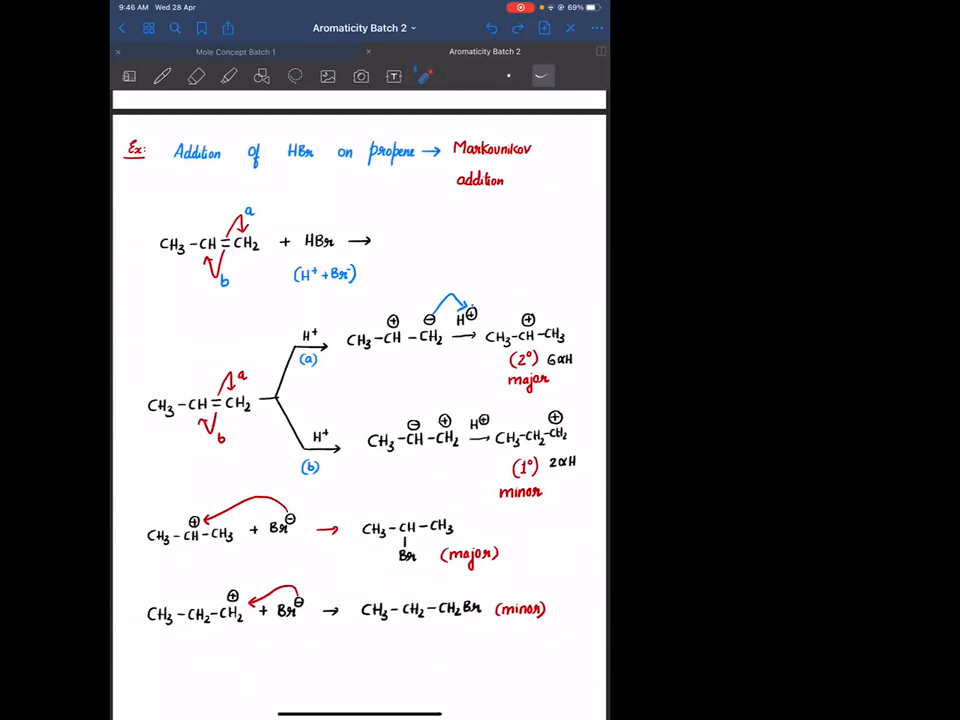 9:46 AM Wed 28 Apr
69%
Aromaticity Batch 2
Mole Concept Batch 1
Aromaticity Batch 2
Ex: Addition of HBr on propene → Markounikov
addition
a
CH3 – CH = CH2 + HBr →
b
(H+ + Br-)
H+ CH3 – CH⊕ – CH2⊖ H⊕ → CH3 – CH⊕ – CH3
(a) (2°) 6αH
major
a
CH3 – CH = CH2
b
H+ CH3 – CH⊖ – CH2⊕ H⊕ → CH3 – CH2 – CH2⊕
(b) (1°) 2αH
minor
CH3 – CH⊕ – CH3 + Br⊖ → CH3 – CH – CH3
Br (major)
CH3 – CH2 – CH2⊕ + Br⊖ → CH3 – CH2 – CH2Br (minor)